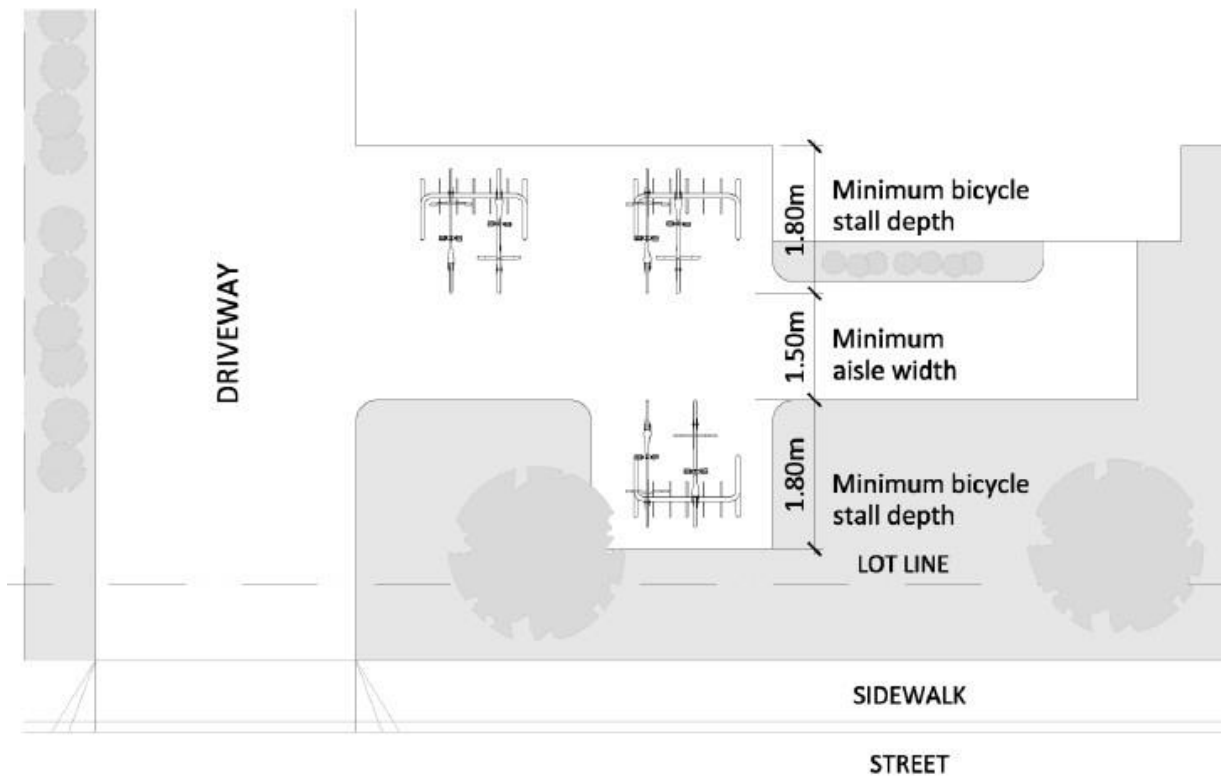 DRIVEWAY
1.80m
Minimum bicycle
stall depth
1.50m
Minimum
aisle width
1.80m
Minimum bicycle
stall depth
LOT LINE
SIDEWALK
STREET